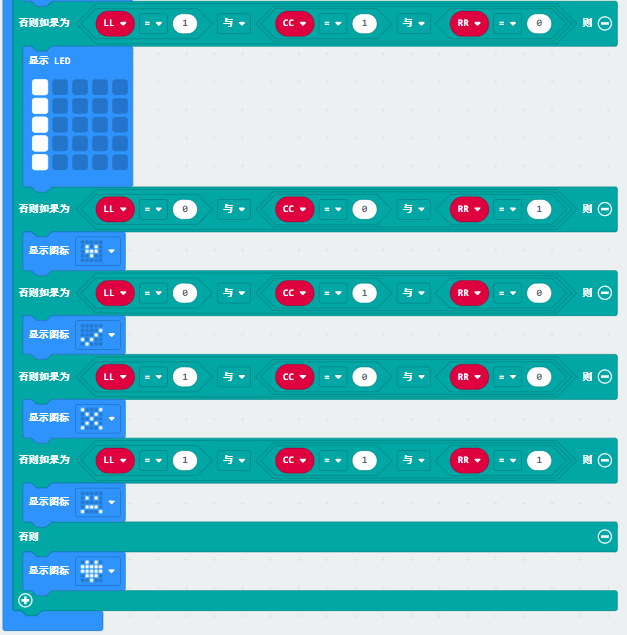 否则如果为 LL = 1 与 CC = 1 与 RR = 0 则
显示 LED
否则如果为 LL = 0 与 CC = 0 与 RR = 1 则
显示图标
否则如果为 LL = 0 与 CC = 1 与 RR = 0 则
显示图标
否则如果为 LL = 1 与 CC = 0 与 RR = 0 则
显示图标
否则如果为 LL = 1 与 CC = 1 与 RR = 1 则
显示图标
否则
显示图标